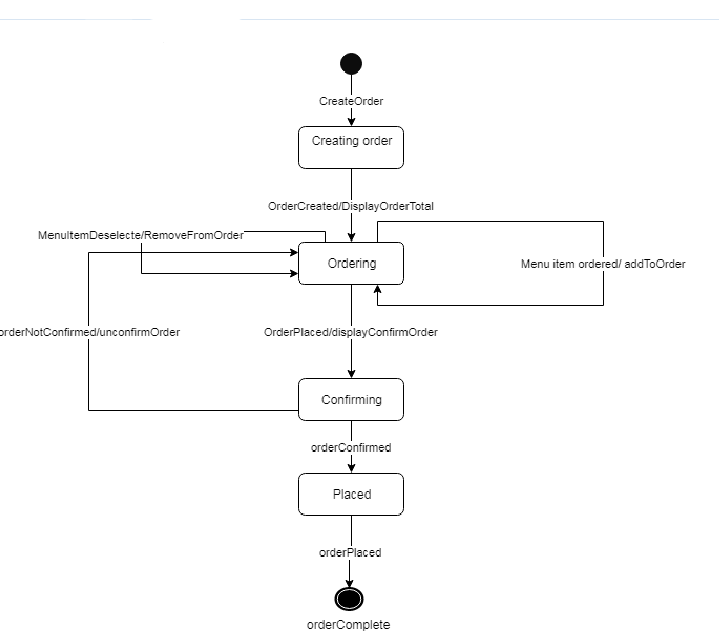 CreateOrder
Creating order
OrderCreated/DisplayOrderTotal
MenuItemDeselecte/RemoveFromOrder
Ordering
Menu item ordered/ addToOrder
orderNotConfirmed/unconfirmOrder
OrderPlaced/displayConfirmOrder
Confirming
orderConfirmed
Placed
orderPlaced
orderComplete